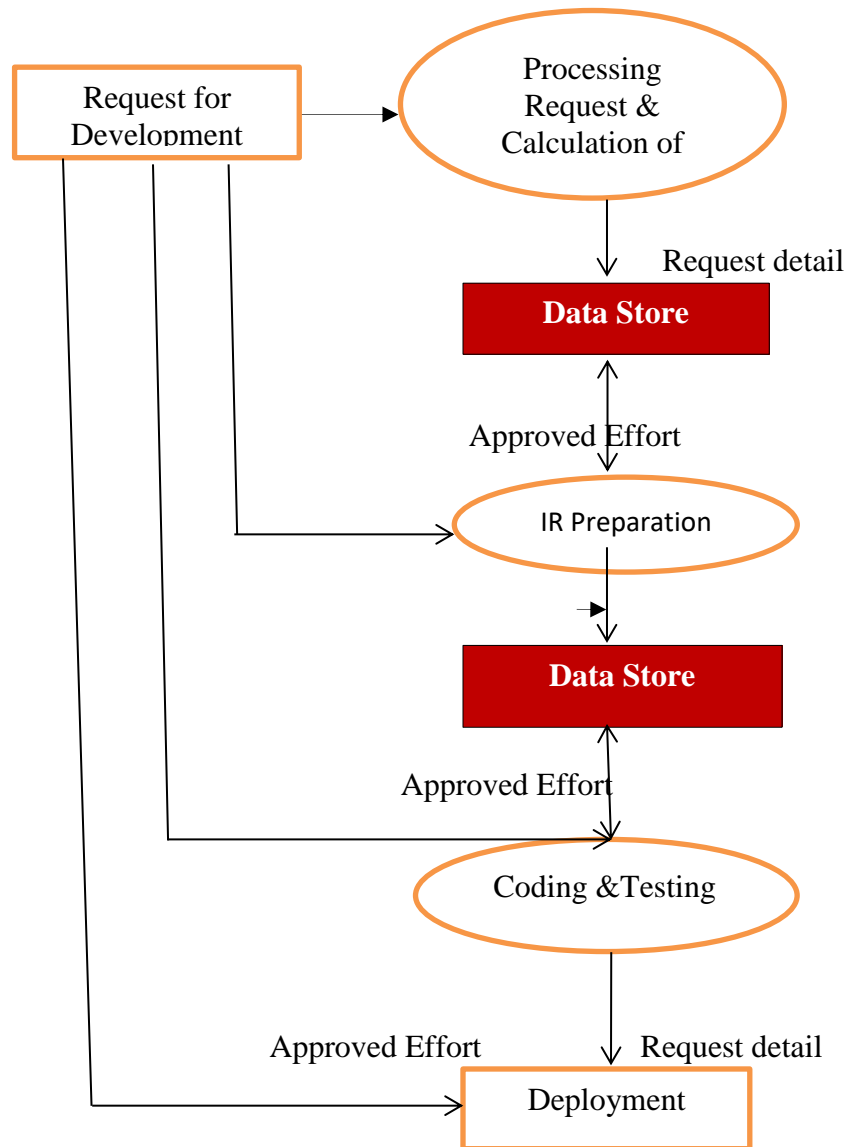 Request for
Development
Processing
Request &
Calculation of
Request detail
Data Store
Approved Effort
IR Preparation
Data Store
Approved Effort
Coding &Testing
Approved Effort
Request detail
Deployment